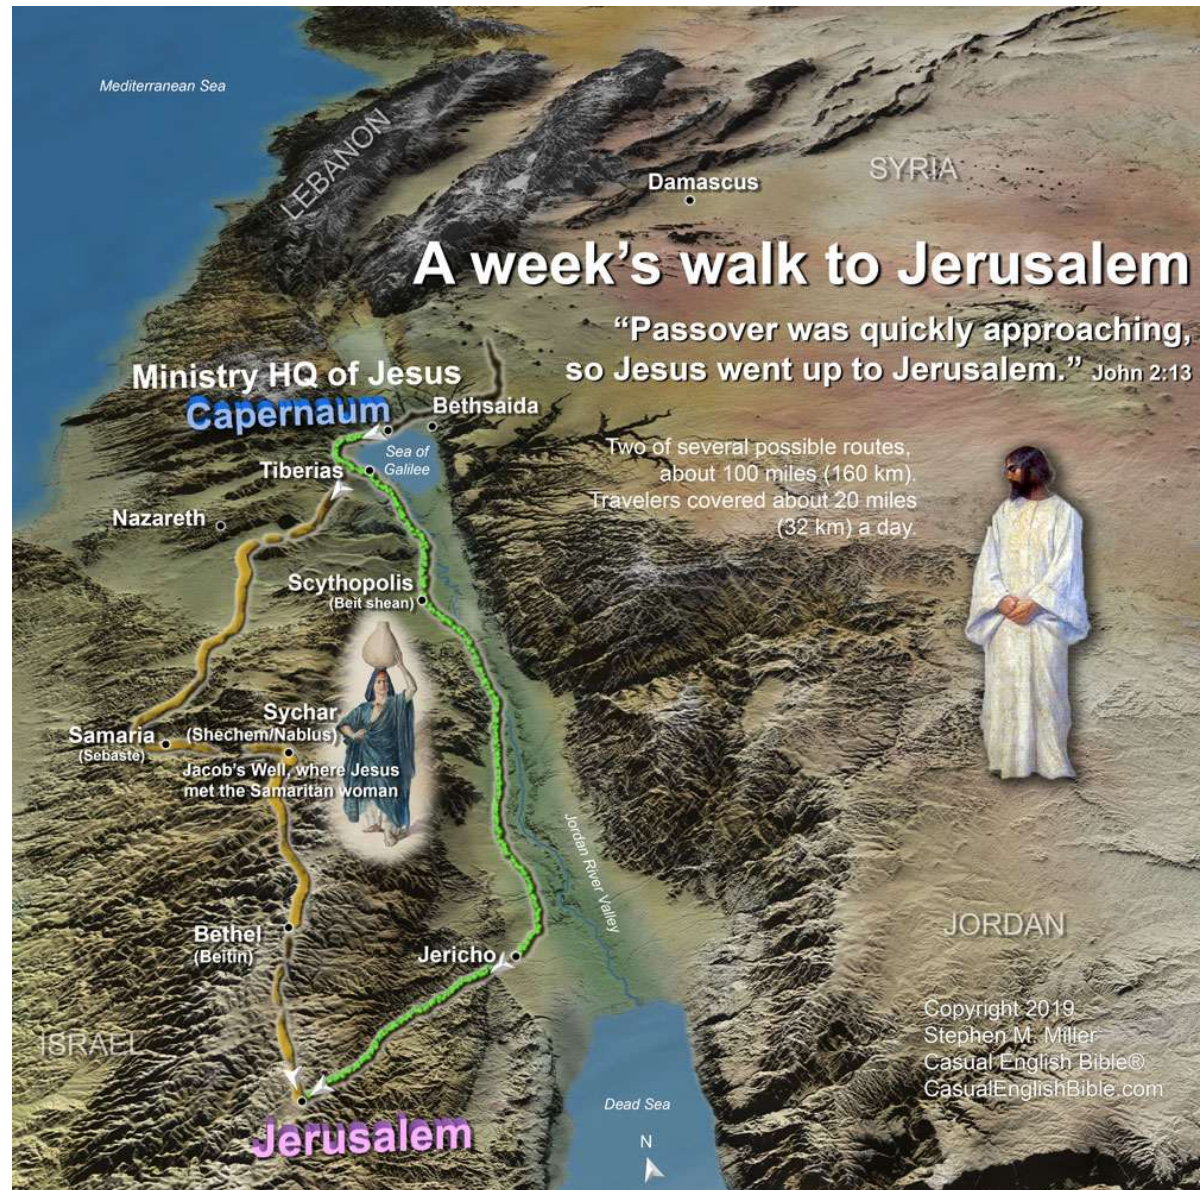 Mediterranean Sea
LEBANON
SYRIA
Damascus
A week's walk to Jerusalem
“Passover was quickly approaching,
so Jesus went up to Jerusalem.” John 2:13
Ministry HQ of Jesus
Capernaum
Bethsaida
Sea of
Galilee
Tiberias
Two of several possible routes,
about 100 miles (160 km).
Travelers covered about 20 miles
(32 km) a day.
Nazareth
Scythopolis
(Beit shean)
Samaria
(Sebaste)
Sychar
(Shechem/Nablus)
Jacob's Well, where Jesus
met the Samaritan woman
Jordan River Valley
Bethel
(Beitin)
Jericho
JORDAN
ISRAEL
Copyright 2019
Stephen M. Miller
Casual English Bible®
CasualEnglishBible.com
Dead Sea
Jerusalem
N